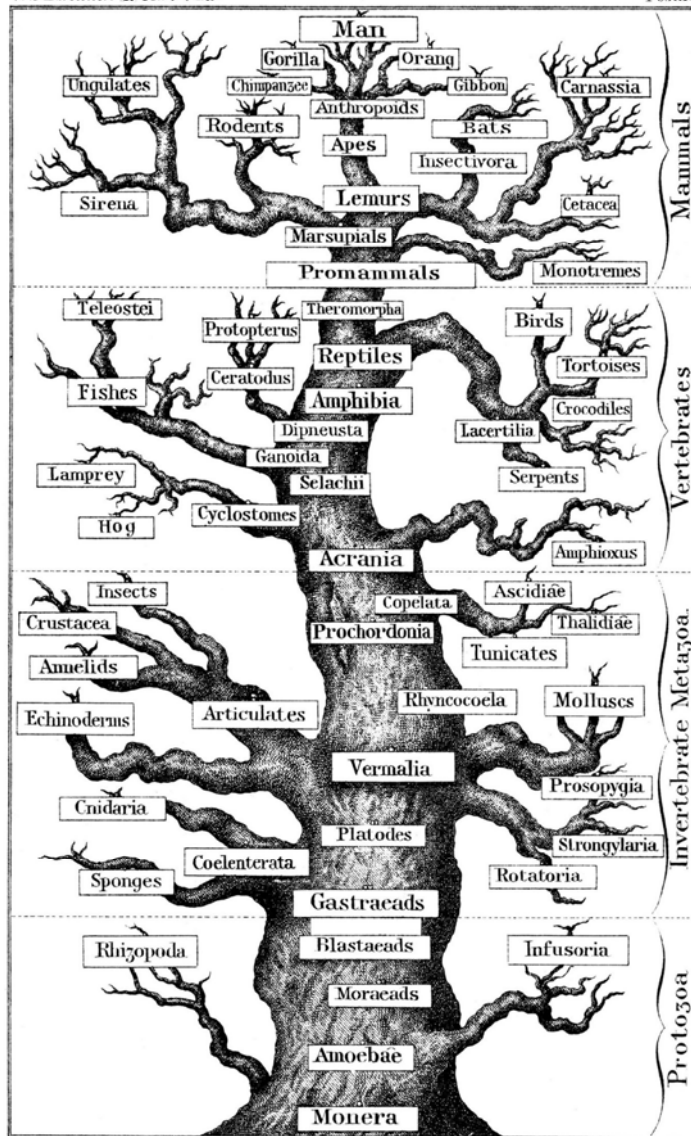 Man
Gorilla
Orang
Ungulates
Chimpanzee
Gibbon
Carnassia
Anthropoids
Rodents
Bats
Apes
Insectivora
Lemurs
Sirena
Cetacea
Marsupials
Promammals
Monotremes
Mammals
Teleostei
Theromorpha
Protopterus
Birds
Reptiles
Tortoises
Ceratodus
Fishes
Amphibia
Crocodiles
Dipneusta
Lacertilia
Ganoida
Lamprey
Selachii
Serpents
Cyclostomes
Hog
Amphioxus
Acrania
Vertebrates
Insects
Ascidiae
Copelata
Crustacea
Thalidiae
Prochordonia
Tunicates
Annelids
Rhyncocoela
Molluscs
Articulates
Echinoderms
Vermalia
Prosopygia
Cnidaria
Platodes
Strongylaria
Coelenterata
Sponges
Rotatoria
Gastraeads
Invertebrate Metazoa
Rhizopoda
Blastaeads
Infusoria
Moraeads
Amoebae
Monera
Protozoa